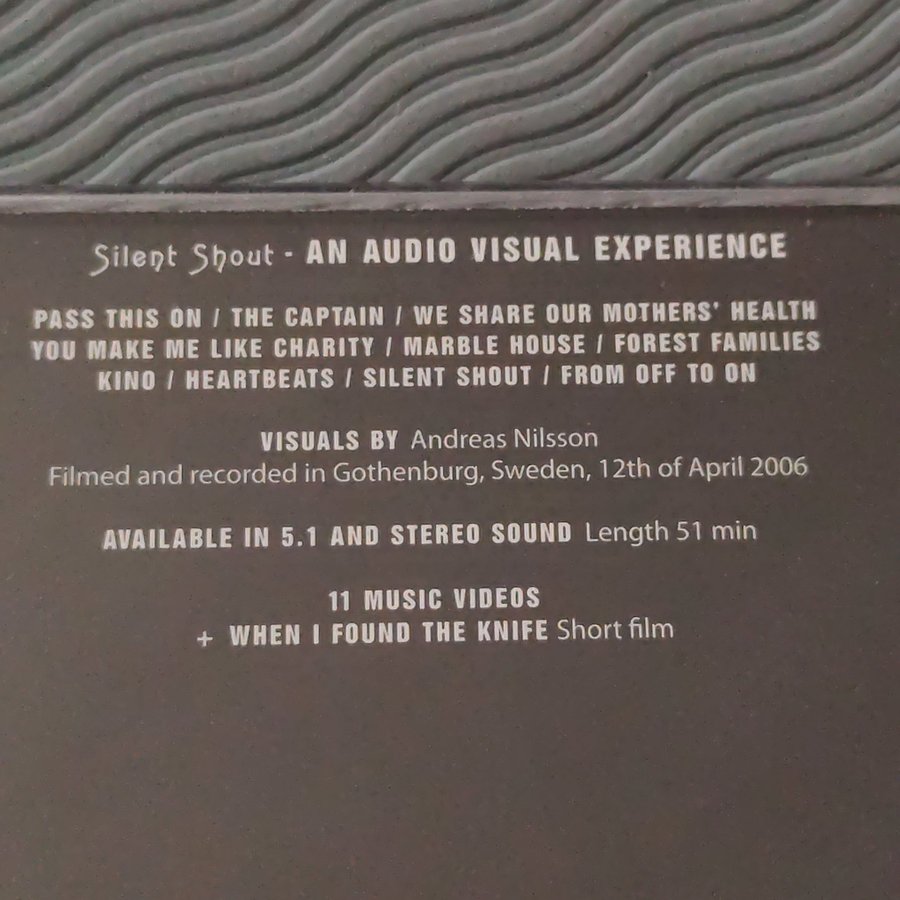 Silent Shout - AN AUDIO VISUAL EXPERIENCE
PASS THIS ON / THE CAPTAIN / WE SHARE OUR MOTHERS' HEALTH
YOU MAKE ME LIKE CHARITY / MARBLE HOUSE / FOREST FAMILIES
KINO / HEARTBEATS / SILENT SHOUT / FROM OFF TO ON
VISUALS BY Andreas Nilsson
Filmed and recorded in Gothenburg, Sweden, 12th of April 2006
AVAILABLE IN 5.1 AND STEREO SOUND Length 51 min
11 MUSIC VIDEOS
+ WHEN I FOUND THE KNIFE Short film